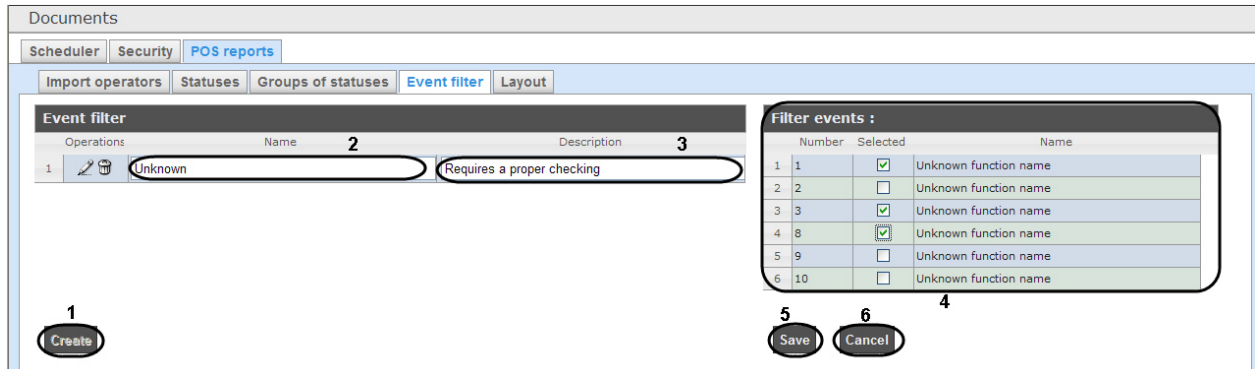 Documents
Scheduler Security POS reports
Import operators Statuses Groups of statuses Event filter Layout
Event filter
Operations Name 2 Description 3
1 Unknown Requires a proper checking
Filter events :
Number Selected Name
1 1 Unknown function name
2 2 Unknown function name
3 3 Unknown function name
4 8 Unknown function name
5 9 Unknown function name
6 10 Unknown function name
4
1
Create
5 6
Save Cancel